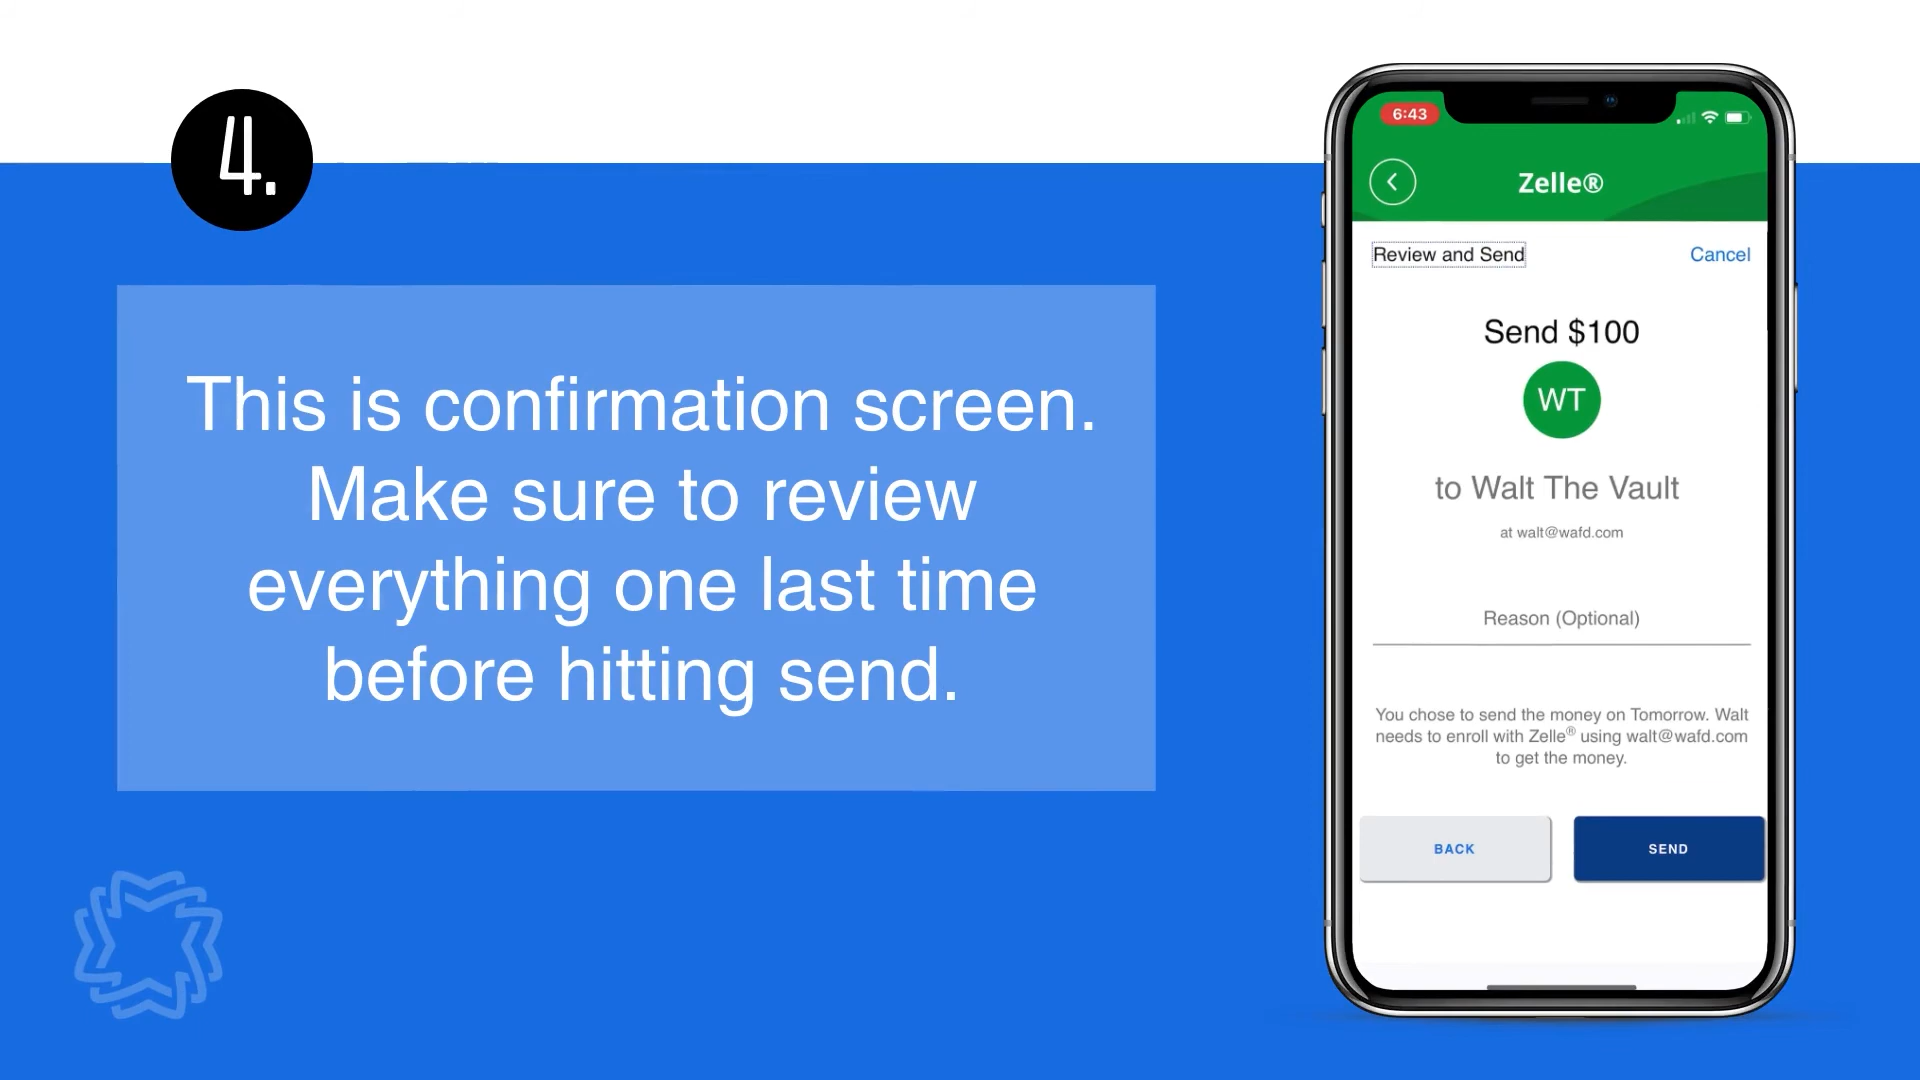 4.
This is confirmation screen.
Make sure to review
everything one last time
before hitting send.
6:43
Zelle®
Review and Send
Cancel
Send $100
WT
to Walt The Vault
at walt@wafd.com
Reason (Optional)
You chose to send the money on Tomorrow. Walt
needs to enroll with Zelle® using walt@wafd.com
to get the money.
BACK
SEND